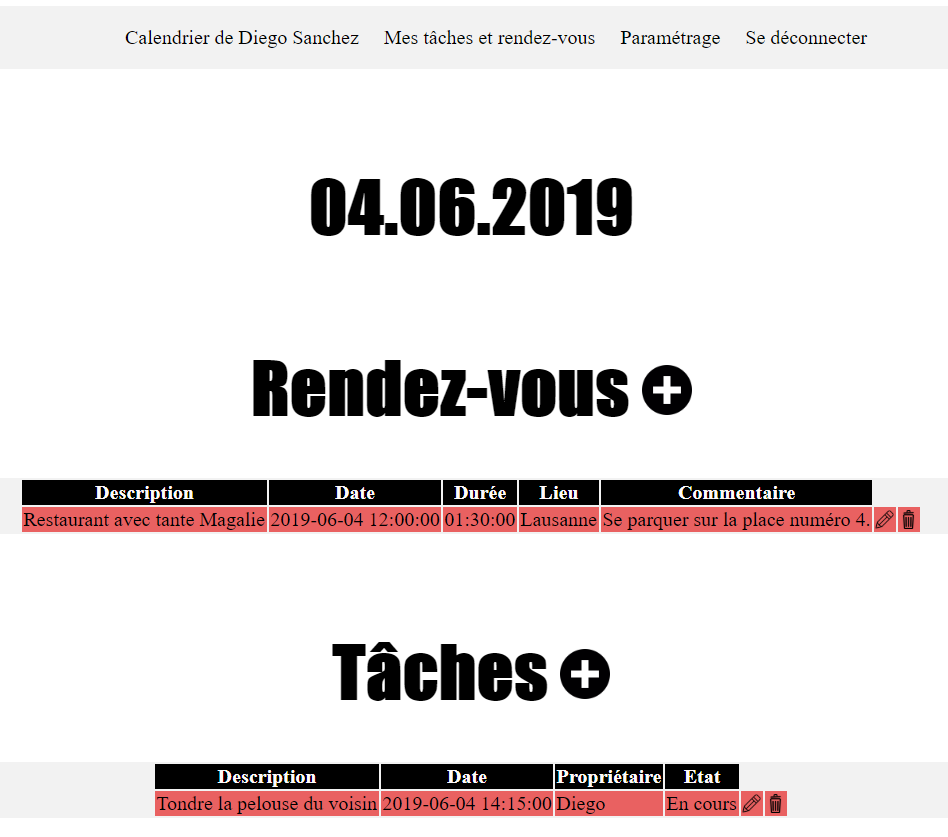 Calendrier de Diego Sanchez Mes tâches et rendez-vous Paramétrage Se déconnecter
04.06.2019
Rendez-vous
Description Date Durée Lieu Commentaire
Restaurant avec tante Magalie 2019-06-04 12:00:00 01:30:00 Lausanne Se parquer sur la place numéro 4.
Tâches
Description Date Propriétaire Etat
Tondre la pelouse du voisin 2019-06-04 14:15:00 Diego En cours